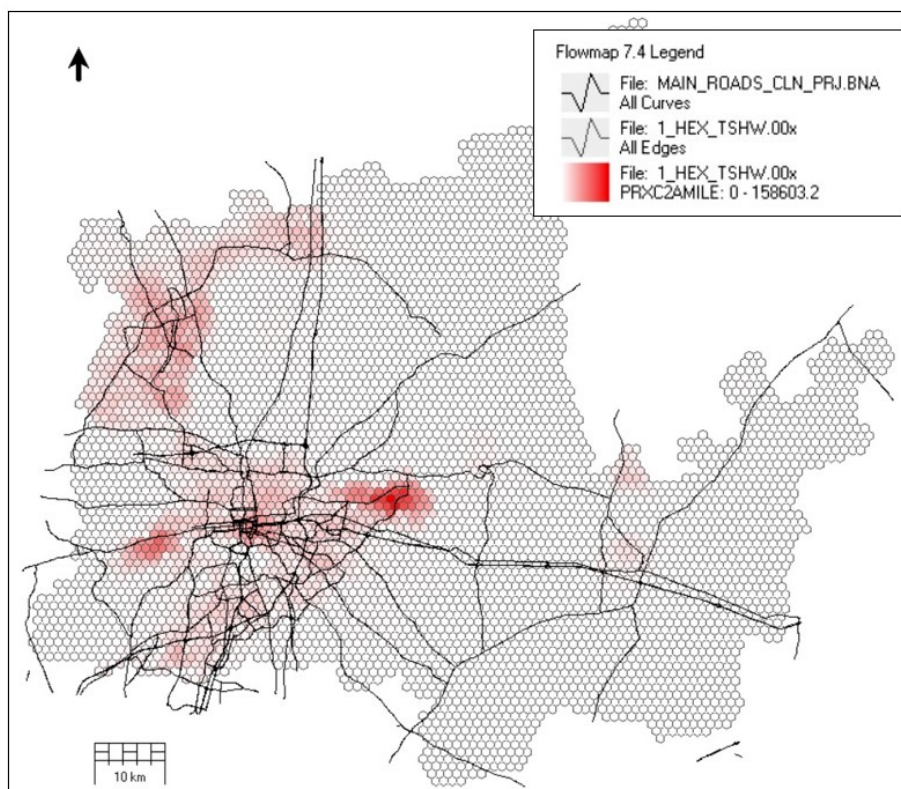 Flowmap 7.4 Legend
File: MAIN_ROADS_CLN_PRJ.BNA
All Curves
File: 1_HEX_TSHW.00x
All Edges
File: 1_HEX_TSHW.00x
PRXC2AMILE: 0 - 158603.2
10 km